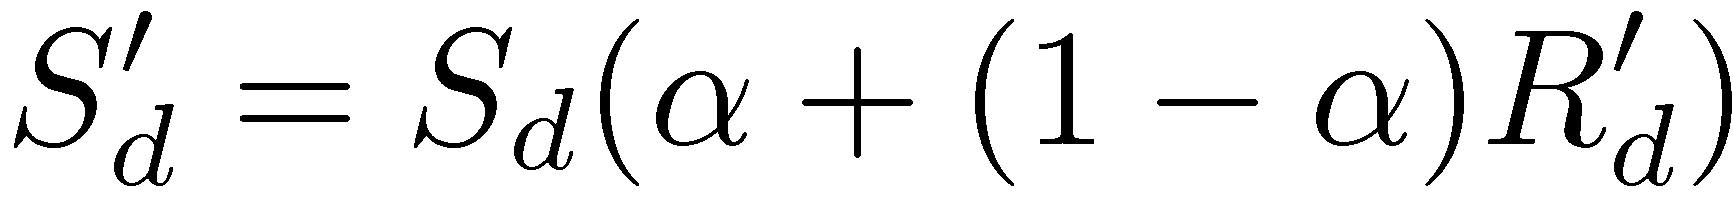 S′_d = S_d(α + (1 − α)R′_d)